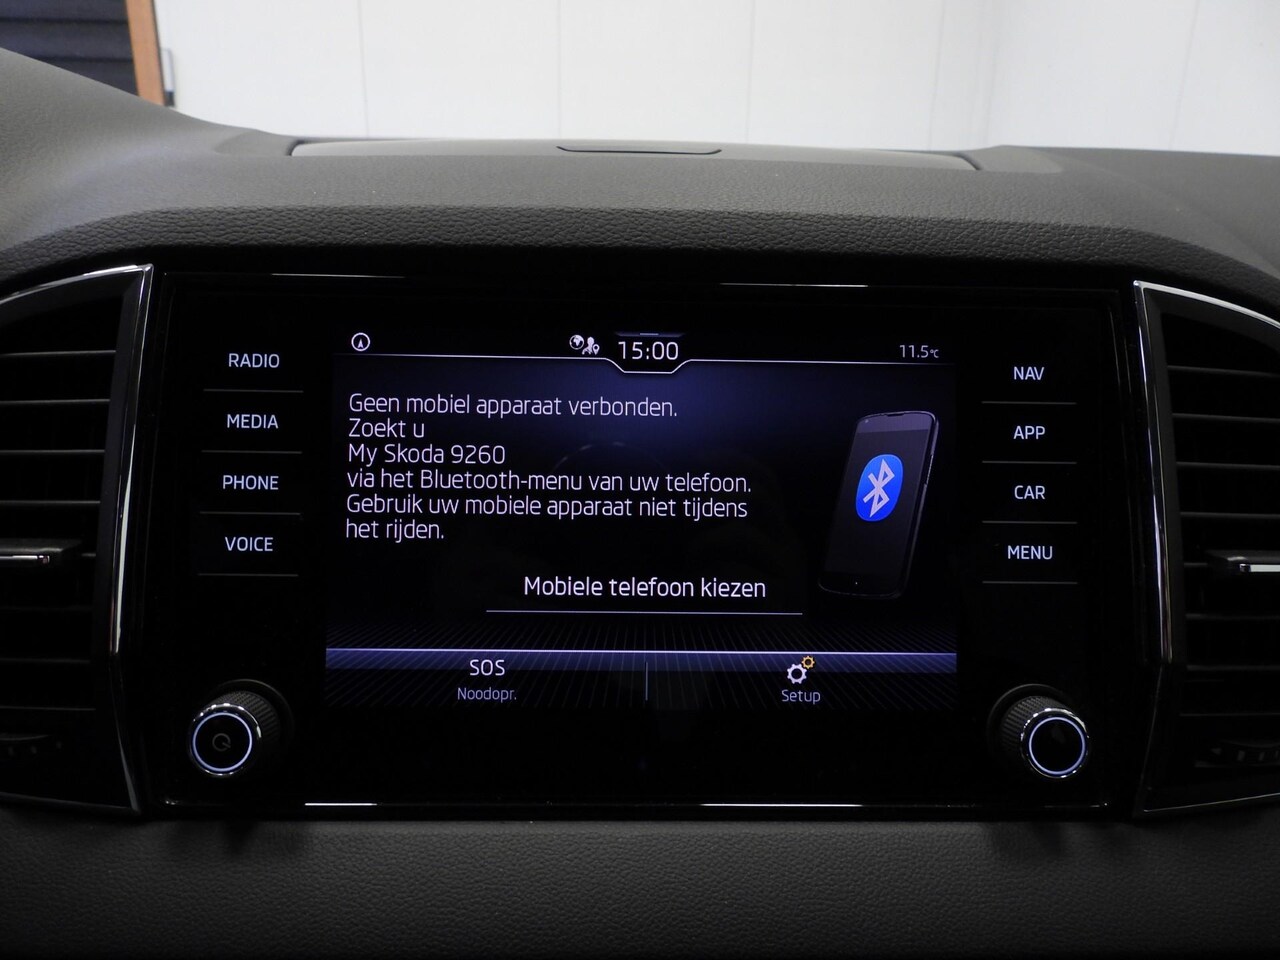 RADIO
MEDIA
PHONE
VOICE
15:00
11.5°C
Geen mobiel apparaat verbonden.
Zoekt u
My Skoda 9260
via het Bluetooth-menu van uw telefoon.
Gebruik uw mobiele apparaat niet tijdens
het rijden.
Mobiele telefoon kiezen
SOS
Noodopr.
Setup
NAV
APP
CAR
MENU